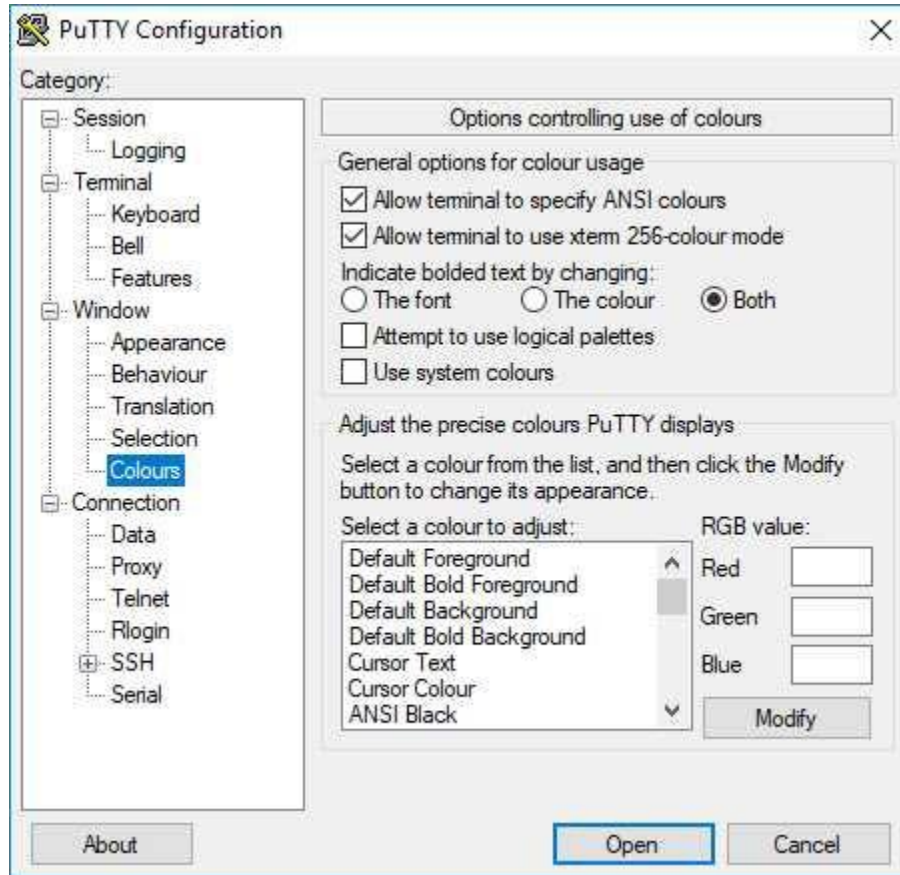 PuTTY Configuration
Category:
Session
Logging
Terminal
Keyboard
Bell
Features
Window
Appearance
Behaviour
Translation
Selection
Colours
Connection
Data
Proxy
Telnet
Rlogin
SSH
Serial
Options controlling use of colours
General options for colour usage
Allow terminal to specify ANSI colours
Allow terminal to use xterm 256-colour mode
Indicate bolded text by changing:
The font The colour Both
Attempt to use logical palettes
Use system colours
Adjust the precise colours PuTTY displays
Select a colour from the list, and then click the Modify
button to change its appearance.
Select a colour to adjust:
Default Foreground
Default Bold Foreground
Default Background
Default Bold Background
Cursor Text
Cursor Colour
ANSI Black
RGB value:
Red
Green
Blue
Modify
About
Open
Cancel